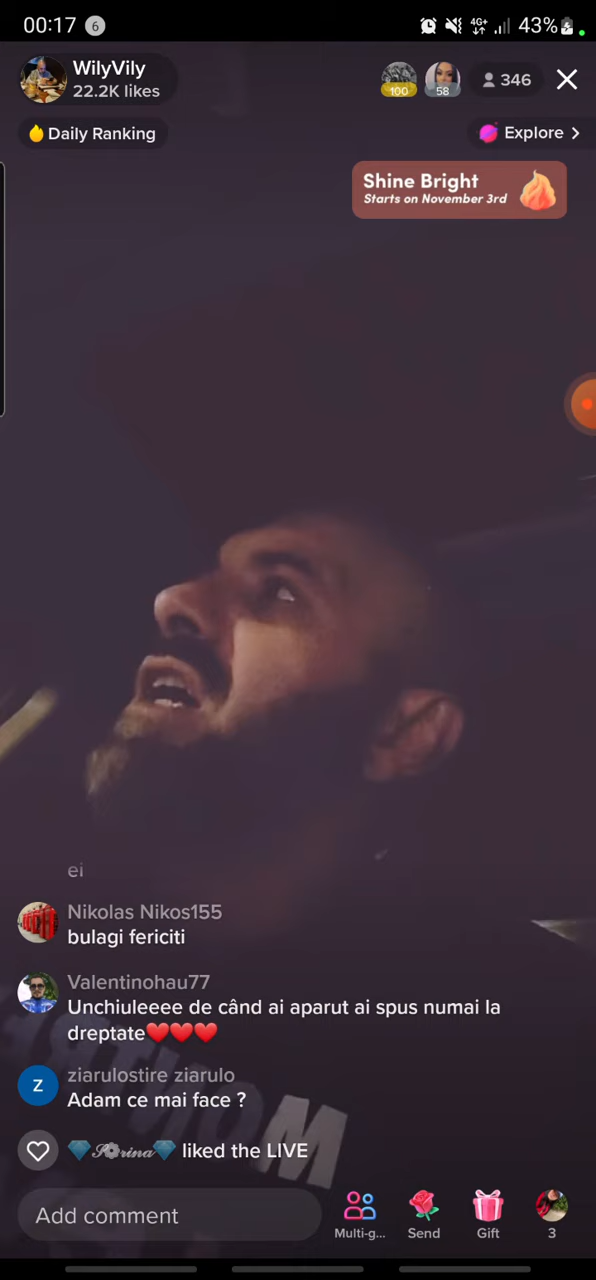 00:17 6 4G+ 43%
WilyVily
22.2K likes
100 58 346
Daily Ranking
Explore
Shine Bright
Starts on November 3rd
ei
Nikolas Nikos155
bulagi fericiti
Valentinohau77
Unchiuleeee de când ai aparut ai spus numai la
dreptate❤️❤️❤️
ziarulostire ziarulo
Z
Adam ce mai face ?
💎𝒮❁𝓇𝒾𝓃𝒶💎 liked the LIVE
Add comment
Multi-g... Send Gift 3